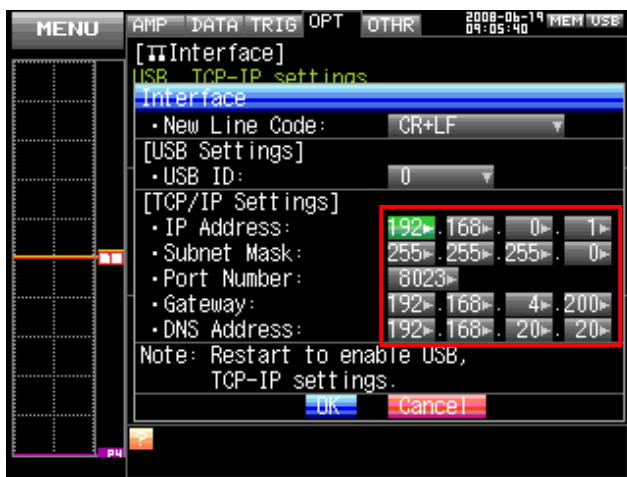 MENU AMP DATA TRIG OPT OTHR 2008-06-19 09:05:40 MEM USB
[Interface]
USB, TCP-IP settings
Interface
・New Line Code: CR+LF
[USB Settings]
・USB ID: 0
[TCP/IP Settings]
・IP Address: 192.168. 0. 1
・Subnet Mask: 255.255.255. 0
・Port Number: 8023
・Gateway: 192.168. 4.200
・DNS Address: 192.168. 20. 20
Note: Restart to enable USB,
TCP-IP settings.
OK Cancel
?
P4